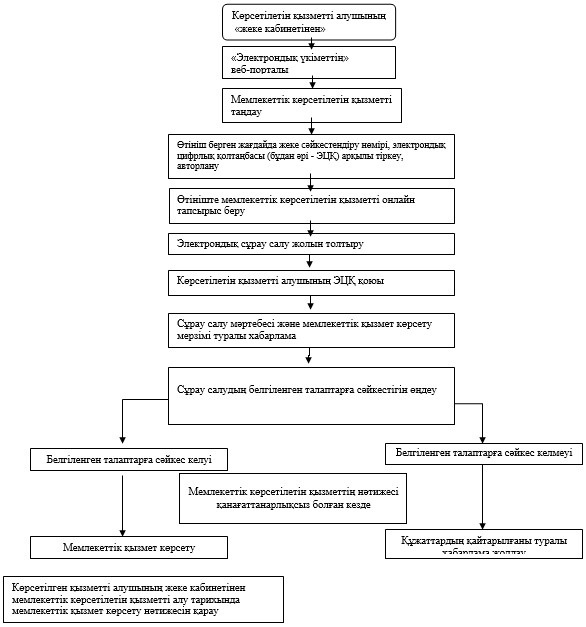 Көрсетілетін қызметті алушының
«жеке кабинетінен»
«Электрондық үкіметтің»
веб-порталы
Мемлекеттік көрсетілетін қызметті
таңдау
Өтініш берген жағдайда жеке сәйкестендіру немірі, электрондық
цифрлық қолтаңбасы (бұдан әрі - ЭЦҚ) арқылы тіркеу,
авторлану
Өтініште мемлекеттік көрсетілетін қызметті онлайн
тапсырыс беру
Электрондық сұрау салу жолын толтыру
Көрсетілетін қызметті алушының ЭЦҚ қоюы
Сұрау салу мәртебесі және мемлекеттік қызмет көрсету
мерзімі туралы хабарлама
Сұрау салудың белгіленген талаптарға сәйкестігін өңдеу
Белгіленген талаптарға сәйкес келуі
Белгіленген талаптарға сәйкес келмеуі
Мемлекеттік көрсетілетін қызметтің нәтижесі
қанағаттанарлықсыз болған кезде
Мемлекеттік қызмет көрсету
Құжаттардың қайтарылғаны туралы
хабарлама жолдау
Көрсетілген қызметті алушының жеке кабинетінен
мемлекеттік көрсетілетін қызметті алу тарихында
мемлекеттік қызмет көрсету нәтижесін қарау